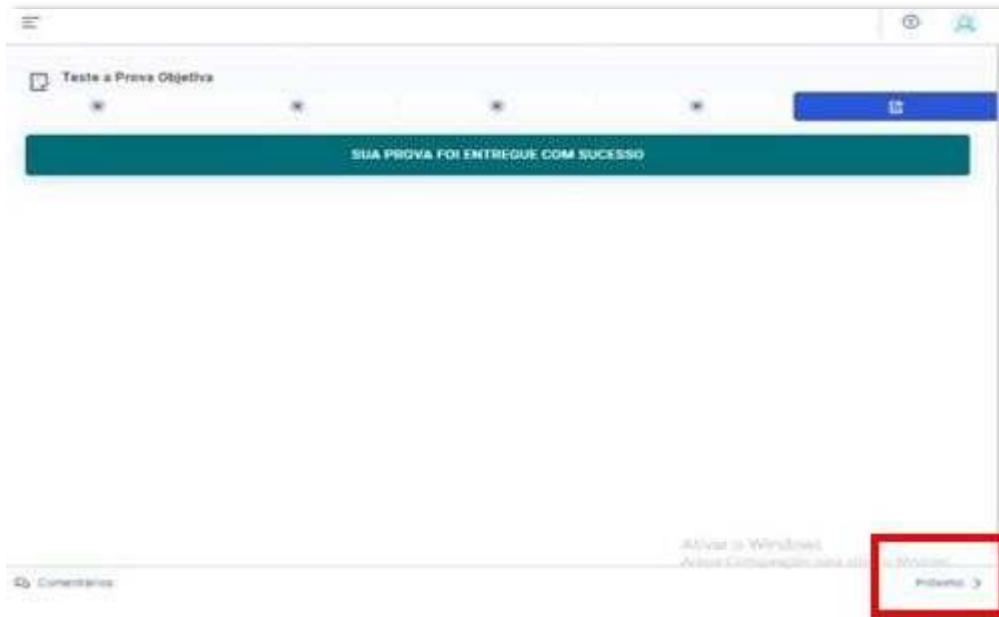 Teste a Prova Objetiva
SUA PROVA FOI ENTREGUE COM SUCESSO
Ativar o Windows
Comentários
Próximo